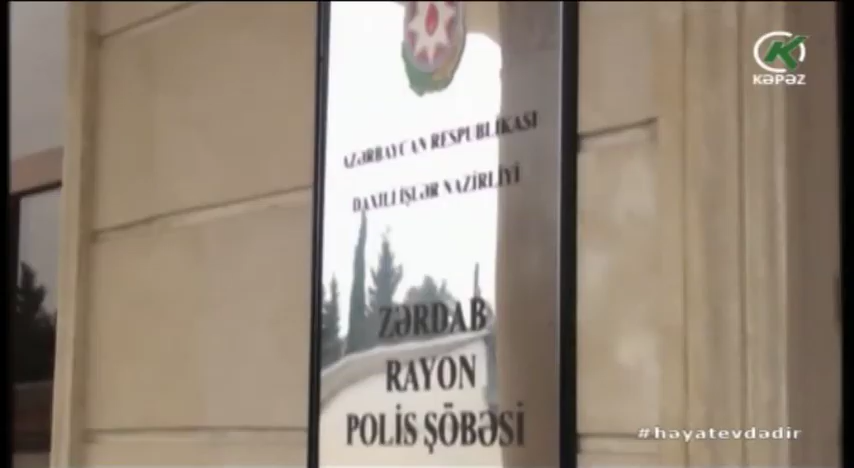 KƏPƏZ
AZƏRBAYCAN RESPUBLİKASI
DAXİLİ İŞLƏR NAZİRLİYİ
ZƏRDAB
RAYON
POLİS ŞÖBƏSİ
#həyatevdədir